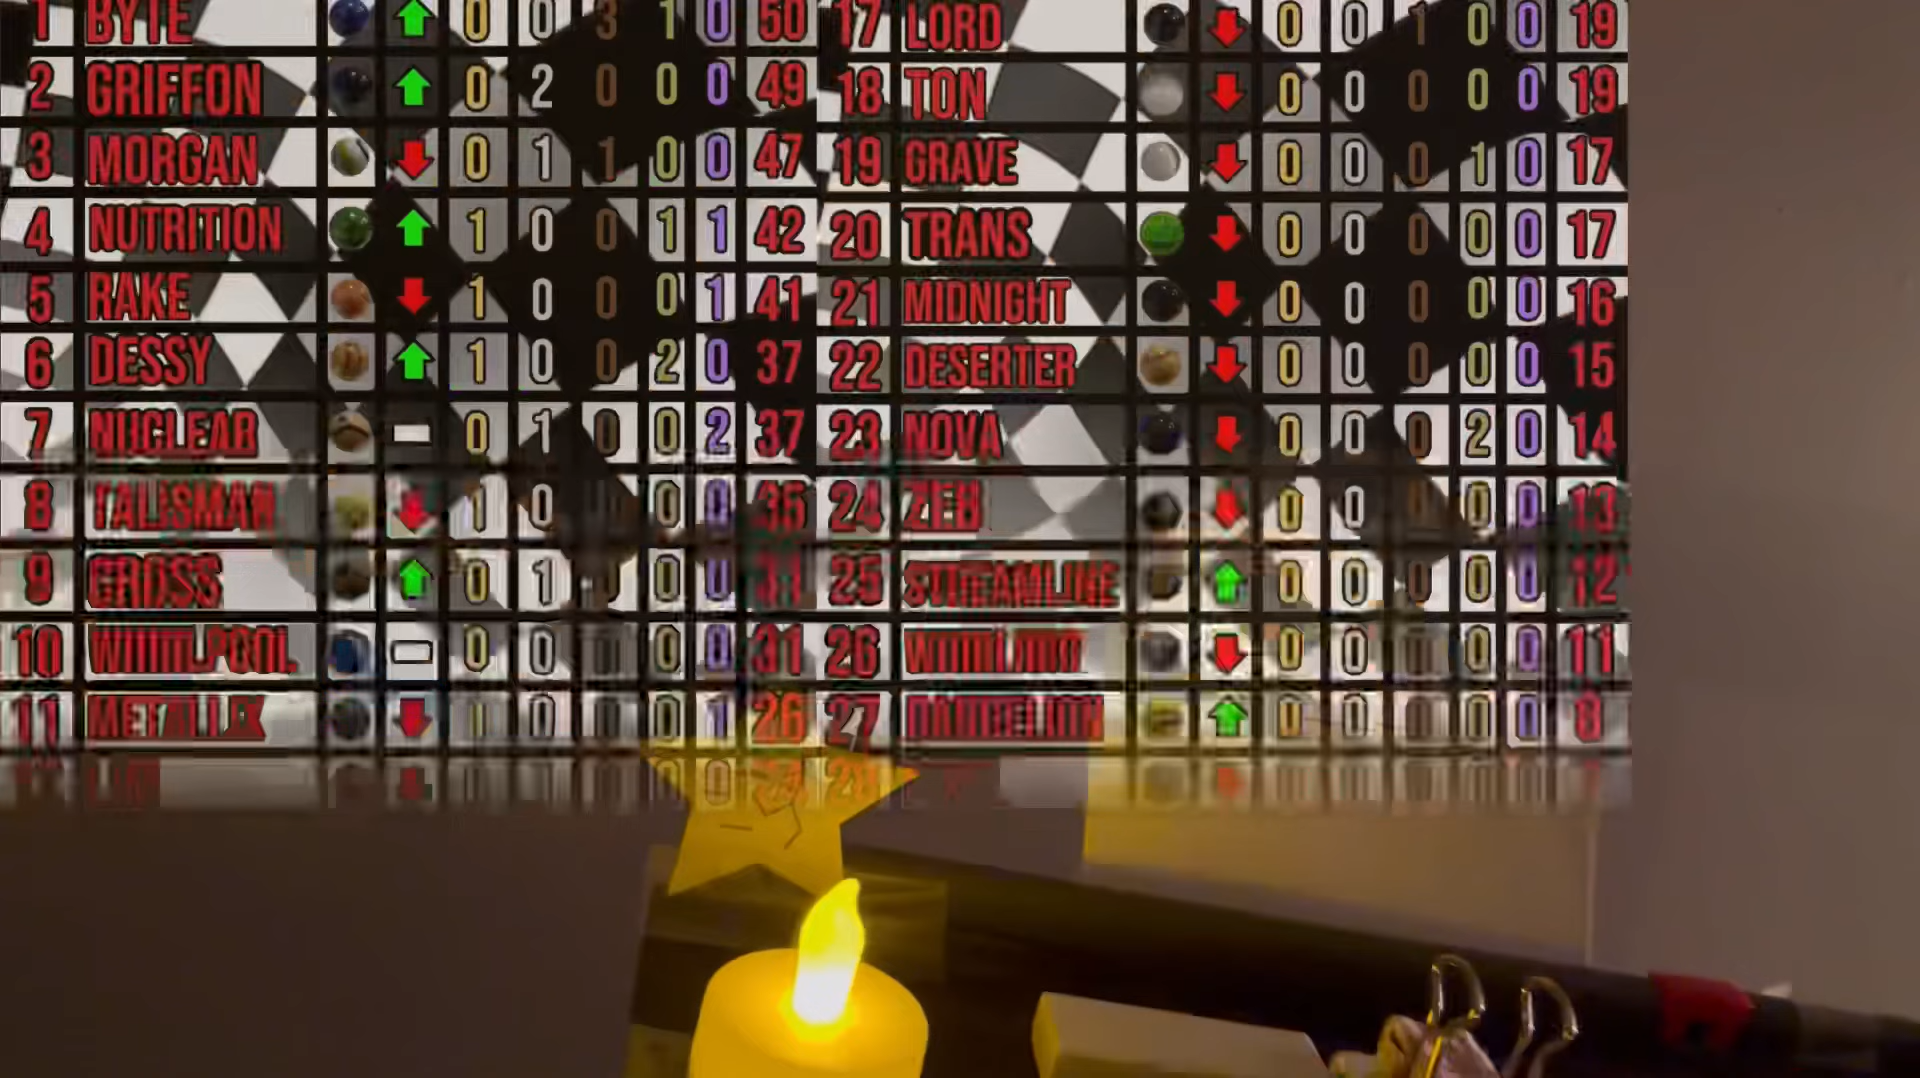 1 BYTE 0 0 3 1 0 50
2 GRIFFON 0 2 0 0 0 49
3 MORGAN 0 1 1 0 0 47
4 NUTRITION 1 0 0 1 1 42
5 RAKE 1 0 0 0 1 41
6 DESSY 1 0 0 2 0 37
7 NUCLEAR 0 1 0 0 2 37
8 TALISMAN 1 0 0 0 35
9 CROSS 0 1 0 0 31
10 WHIRLPOOL 0 0 0 0 31
11 METALLIX 0 0 1 26
17 LORD 0 0 1 0 0 19
18 TON 0 0 0 0 0 19
19 GRAVE 0 0 0 1 0 17
20 TRANS 0 0 0 0 0 17
21 MIDNIGHT 0 0 0 0 0 16
22 DESERTER 0 0 0 0 0 15
23 NOVA 0 0 0 2 0 14
24 0 0 0 0 13
25 STREAMLINE 0 0 0 0 0 12
26 0 0 0 0 11
27 0 0 0 0 8
28